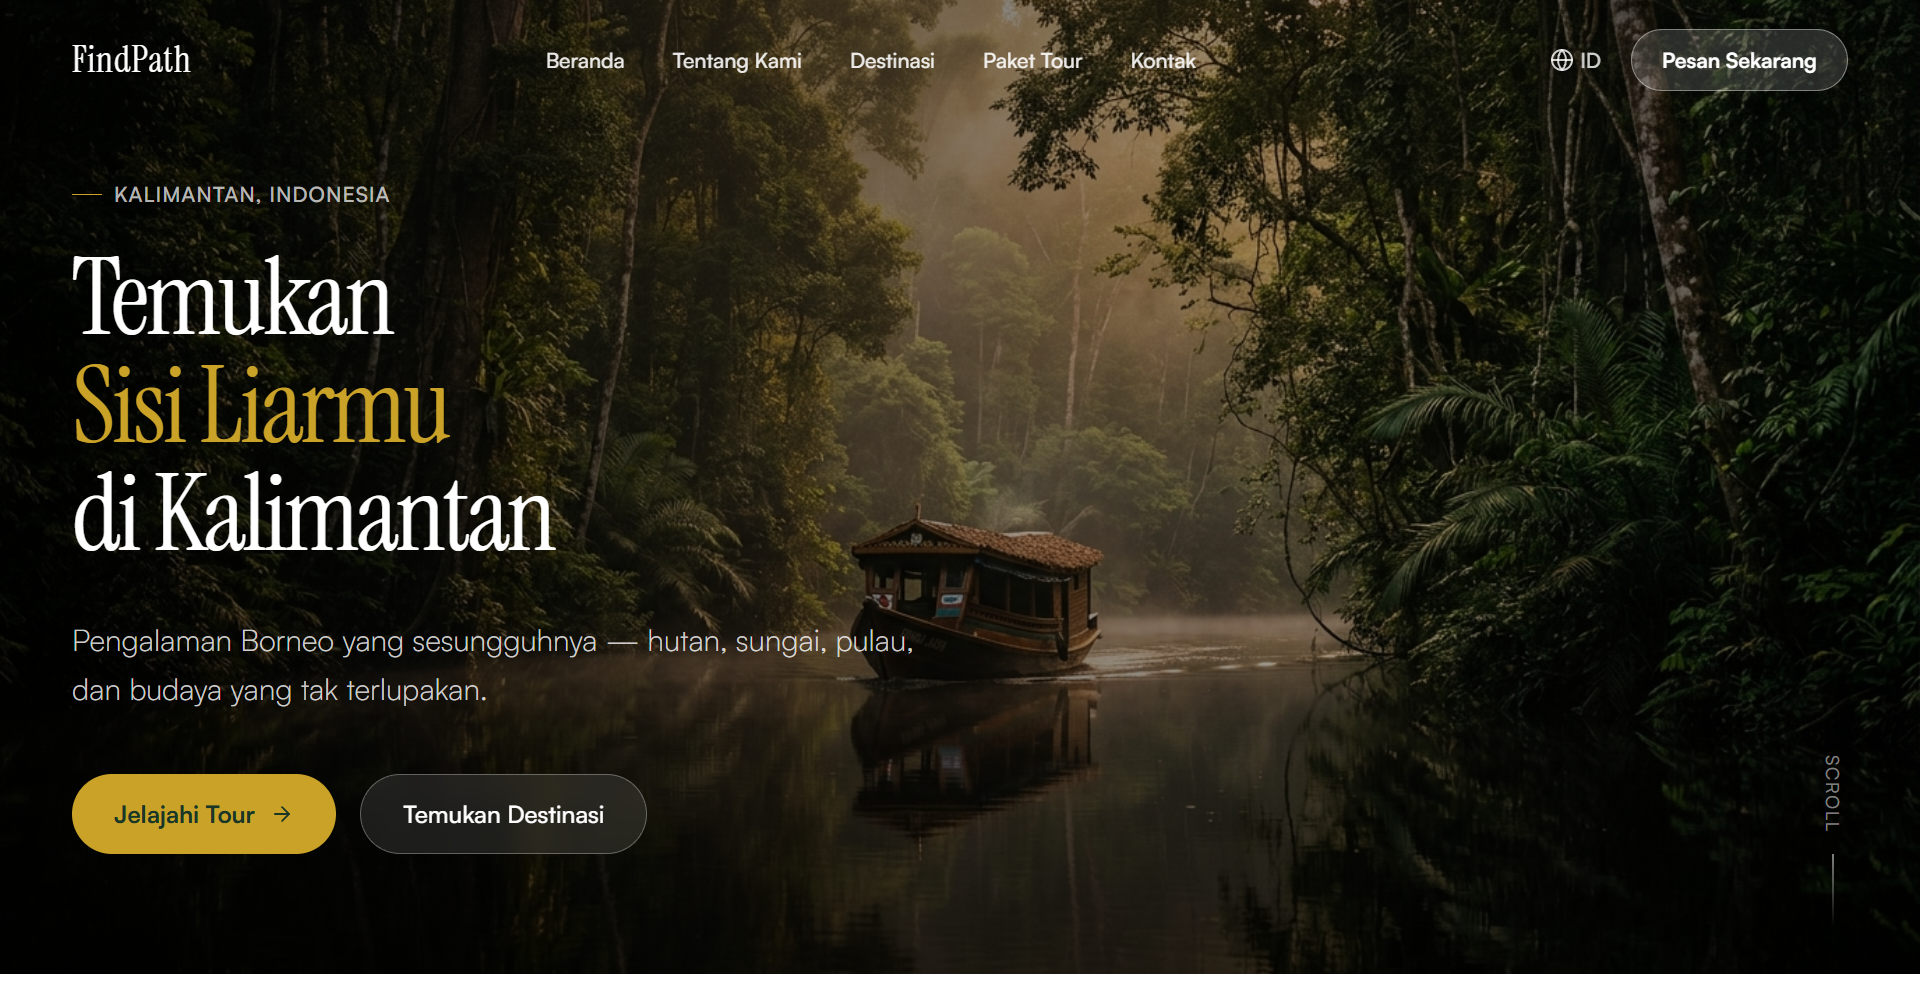 FindPath
Beranda
Tentang Kami
Destinasi
Paket Tour
Kontak
ID
Pesan Sekarang
KALIMANTAN, INDONESIA
Temukan
Sisi Liarmu
di Kalimantan
Pengalaman Borneo yang sesungguhnya — hutan, sungai, pulau,
dan budaya yang tak terlupakan.
Jelajahi Tour →
Temukan Destinasi
SCROLL